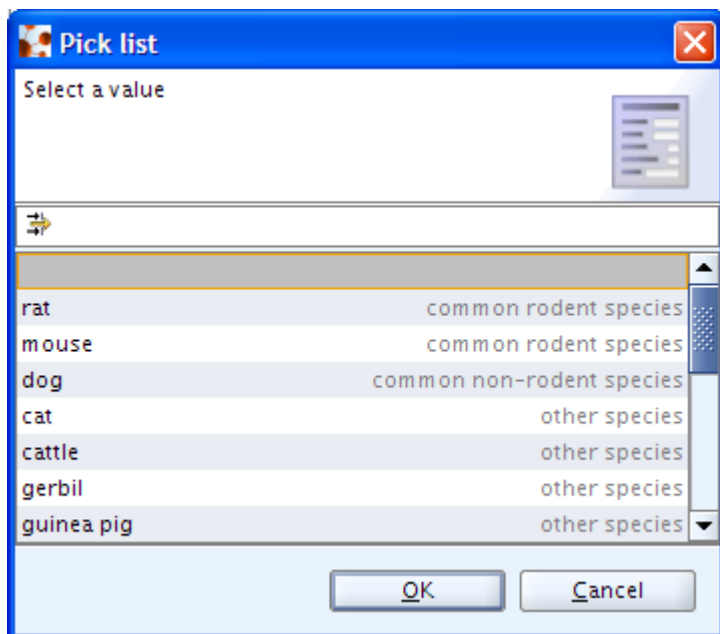 Pick list
Select a value
rat common rodent species
mouse common rodent species
dog common non-rodent species
cat other species
cattle other species
gerbil other species
guinea pig other species
OK Cancel